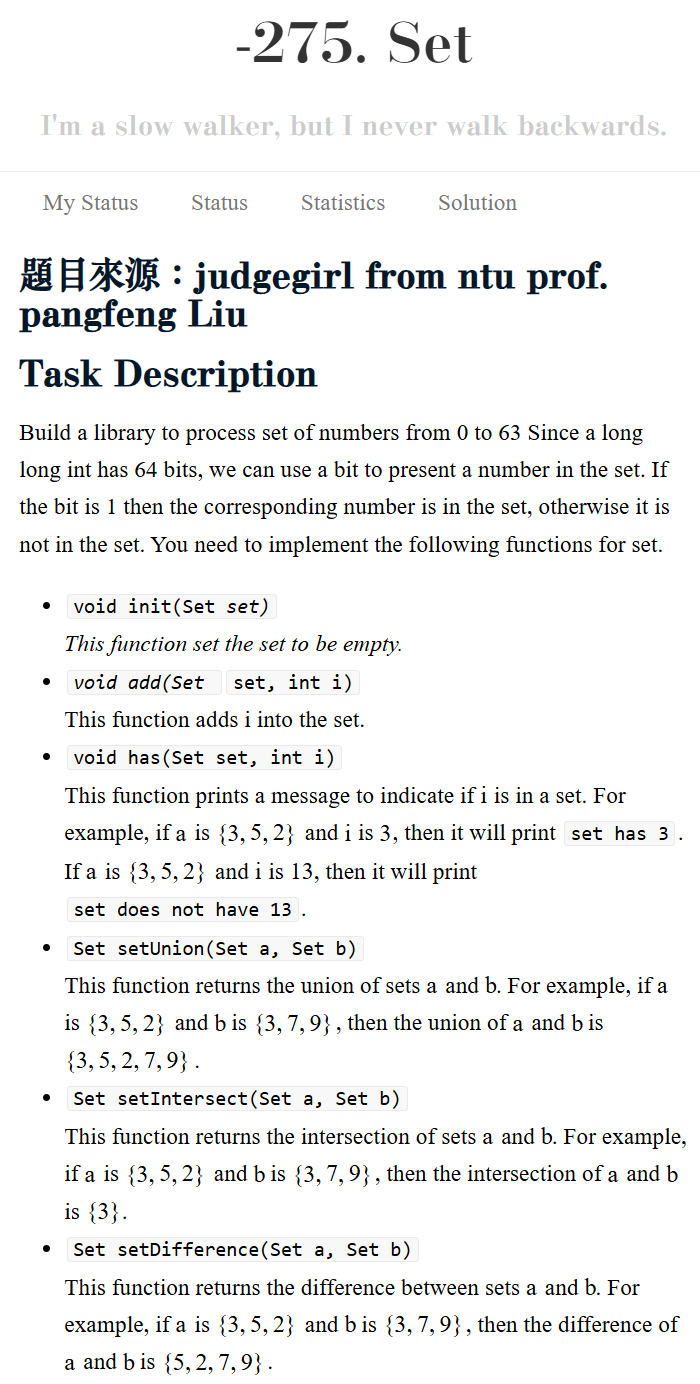 -275. Set
I'm a slow walker, but I never walk backwards.
My Status Status Statistics Solution
題目來源：judgegirl from ntu prof.
pangfeng Liu
Task Description
Build a library to process set of numbers from 0 to 63 Since a long
long int has 64 bits, we can use a bit to present a number in the set. If
the bit is 1 then the corresponding number is in the set, otherwise it is
not in the set. You need to implement the following functions for set.
• void init(Set set)
This function set the set to be empty.
• void add(Set set, int i)
This function adds i into the set.
• void has(Set set, int i)
This function prints a message to indicate if i is in a set. For
example, if a is {3, 5, 2} and i is 3, then it will print set has 3 .
If a is {3, 5, 2} and i is 13, then it will print
set does not have 13 .
• Set setUnion(Set a, Set b)
This function returns the union of sets a and b. For example, if a
is {3, 5, 2} and b is {3, 7, 9}, then the union of a and b is
{3, 5, 2, 7, 9}.
• Set setIntersect(Set a, Set b)
This function returns the intersection of sets a and b. For example,
if a is {3, 5, 2} and b is {3, 7, 9}, then the intersection of a and b
is {3}.
• Set setDifference(Set a, Set b)
This function returns the difference between sets a and b. For
example, if a is {3, 5, 2} and b is {3, 7, 9}, then the difference of
a and b is {5, 2, 7, 9}.